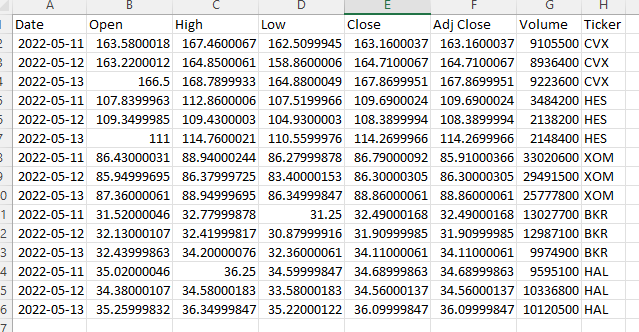 A B C D E F G H
1 Date Open High Low Close Adj Close Volume Ticker
2 2022-05-11 163.5800018 167.4600067 162.5099945 163.1600037 163.1600037 9105500 CVX
3 2022-05-12 163.2200012 164.8500061 158.8600006 164.7100067 164.7100067 8936400 CVX
4 2022-05-13 166.5 168.7899933 164.8800049 167.8699951 167.8699951 9223600 CVX
5 2022-05-11 107.8399963 112.8600006 107.5199966 109.6900024 109.6900024 3484200 HES
6 2022-05-12 109.3499985 109.4300003 104.9300003 108.3899994 108.3899994 2138200 HES
7 2022-05-13 111 114.7600021 110.5599976 114.2699966 114.2699966 2148400 HES
8 2022-05-11 86.43000031 88.94000244 86.27999878 86.79000092 85.91000366 33020600 XOM
9 2022-05-12 85.94999695 86.37999725 83.40000153 86.30000305 86.30000305 29491500 XOM
0 2022-05-13 87.36000061 88.94999695 86.34999847 88.86000061 88.86000061 25777800 XOM
1 2022-05-11 31.52000046 32.77999878 31.25 32.49000168 32.49000168 13027700 BKR
2 2022-05-12 32.13000107 32.41999817 30.87999916 31.90999985 31.90999985 12987100 BKR
3 2022-05-13 32.43999863 34.20000076 32.36000061 34.11000061 34.11000061 9974900 BKR
4 2022-05-11 35.02000046 36.25 34.59999847 34.68999863 34.68999863 9595100 HAL
5 2022-05-12 34.38000107 34.58000183 33.58000183 34.56000137 34.56000137 10336800 HAL
6 2022-05-13 35.25999832 36.34999847 35.22000122 36.09999847 36.09999847 10120500 HAL
7